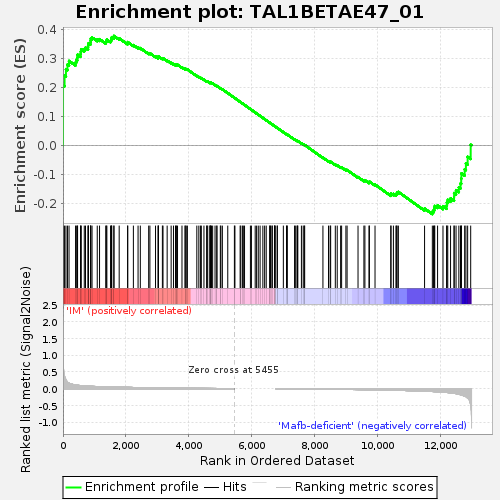 Enrichment plot: TAL1BETAE47_01
Enrichment score (ES)
0.4
0.3
0.2
0.1
0.0
-0.1
-0.2
Ranked list metric (Signal2Noise)
2.5
2.0
1.5
1.0
0.5
0.0
-0.5
-1.0
'IM' (positively correlated)
Zero cross at 5455
'Mafb-deficient' (negatively correlated)
0
2,000
4,000
6,000
8,000
10,000
12,000
Rank in Ordered Dataset
Enrichment profile
Hits
Ranking metric scores